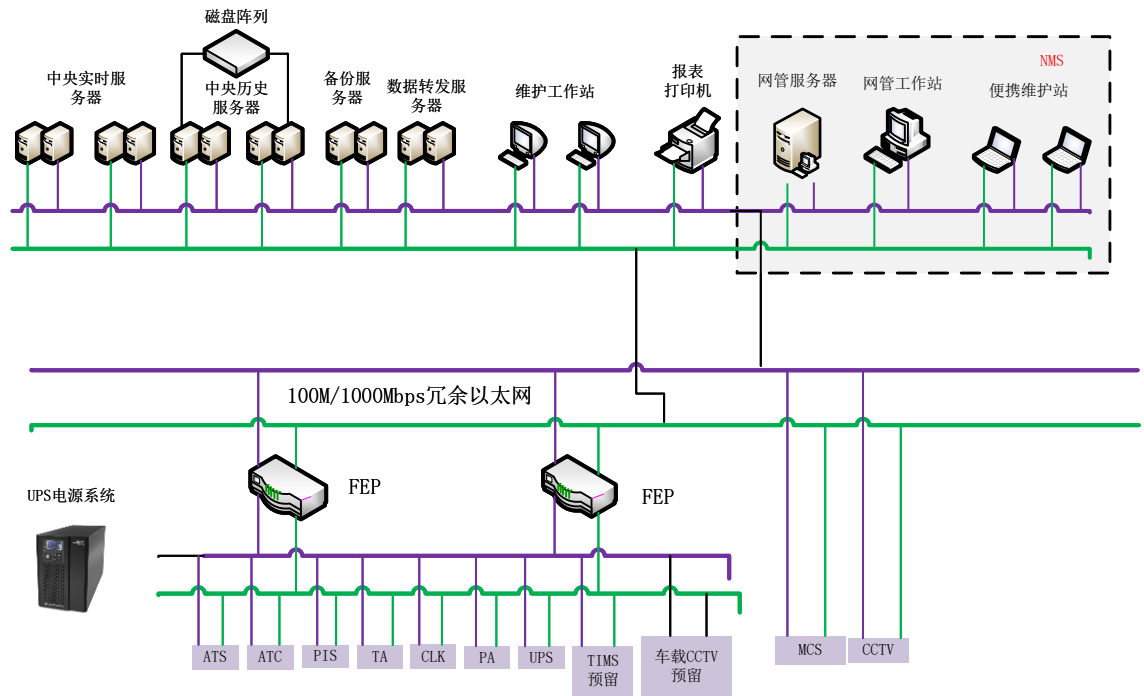 磁盘阵列
中央实时服
务器
中央历史
服务器
备份服
务器
数据转发服
务器
维护工作站
报表
打印机
NMS
网管服务器
网管工作站
便携维护站
100M/1000Mbps冗余以太网
FEP
FEP
UPS电源系统
ATS
ATC
PIS
TA
CLK
PA
UPS
TIMS
预留
车载CCTV
预留
MCS
CCTV